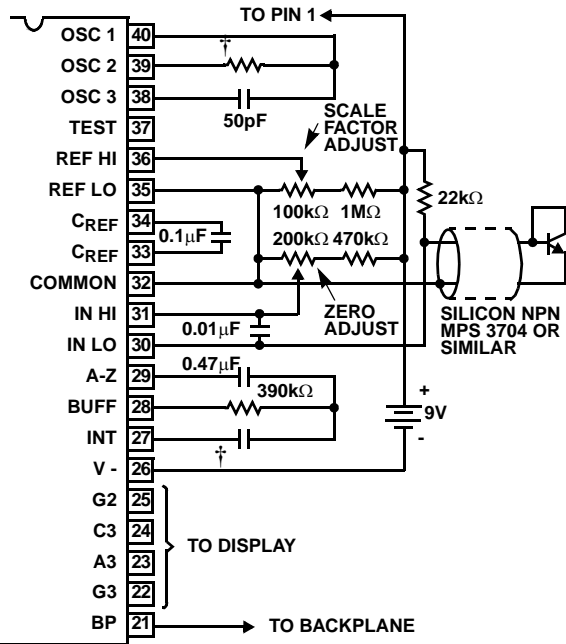 TO PIN 1
OSC 1 40
OSC 2 39
†
OSC 3 38
50pF
TEST 37
SCALE
FACTOR
ADJUST
REF HI 36
REF LO 35
100kΩ 1MΩ
22kΩ
CREF 34
0.1µF
200kΩ 470kΩ
CREF 33
COMMON 32
ZERO
ADJUST
SILICON NPN
MPS 3704 OR
SIMILAR
IN HI 31
0.01µF
IN LO 30
0.47µF
A-Z 29
390kΩ
BUFF 28
+
9V
-
INT 27
†
V - 26
G2 25
C3 24
TO DISPLAY
A3 23
G3 22
BP 21
TO BACKPLANE